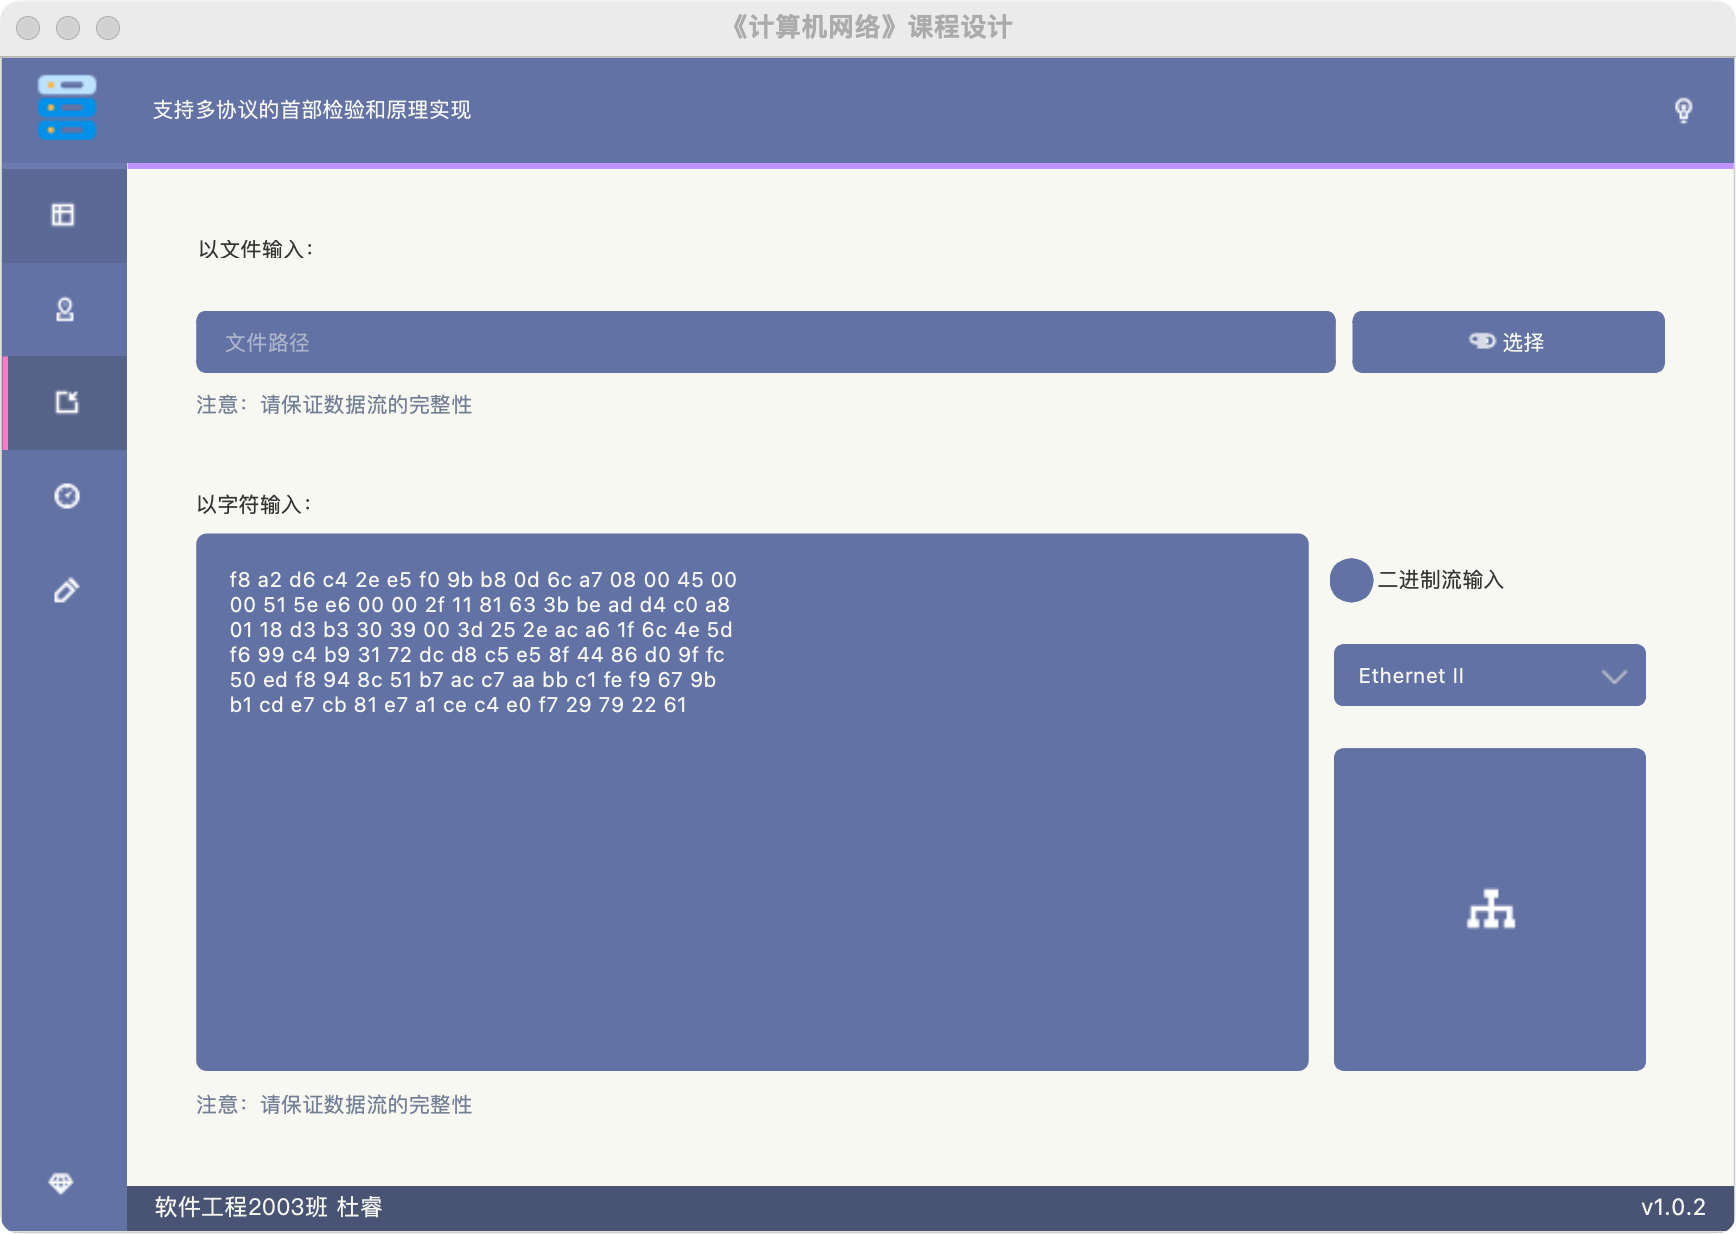 《计算机网络》课程设计
支持多协议的首部检验和原理实现
以文件输入：
文件路径
选择
注意：请保证数据流的完整性
以字符输入：
f8 a2 d6 c4 2e e5 f0 9b b8 0d 6c a7 08 00 45 00
00 51 5e e6 00 00 2f 11 81 63 3b be ad d4 c0 a8
01 18 d3 b3 30 39 00 3d 25 2e ac a6 1f 6c 4e 5d
f6 99 c4 b9 31 72 dc d8 c5 e5 8f 44 86 d0 9f fc
50 ed f8 94 8c 51 b7 ac c7 aa bb c1 fe f9 67 9b
b1 cd e7 cb 81 e7 a1 ce c4 e0 f7 29 79 22 61
二进制流输入
Ethernet II
注意：请保证数据流的完整性
软件工程2003班 杜睿
v1.0.2